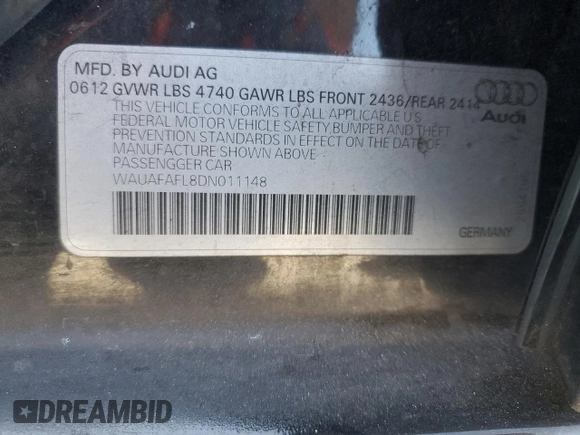 MFD. BY AUDI AG
0612 GVWR LBS 4740 GAWR LBS FRONT 2436/REAR 2414
THIS VEHICLE CONFORMS TO ALL APPLICABLE U.S
FEDERAL MOTOR VEHICLE SAFETY, BUMPER AND THEFT
PREVENTION STANDARDS IN EFFECT ON THE DATE OF
MANUFACTURE SHOWN ABOVE
PASSENGGER CAR
WAUAFAFL8DN011148
Audi
GERMANY
DREAMBID